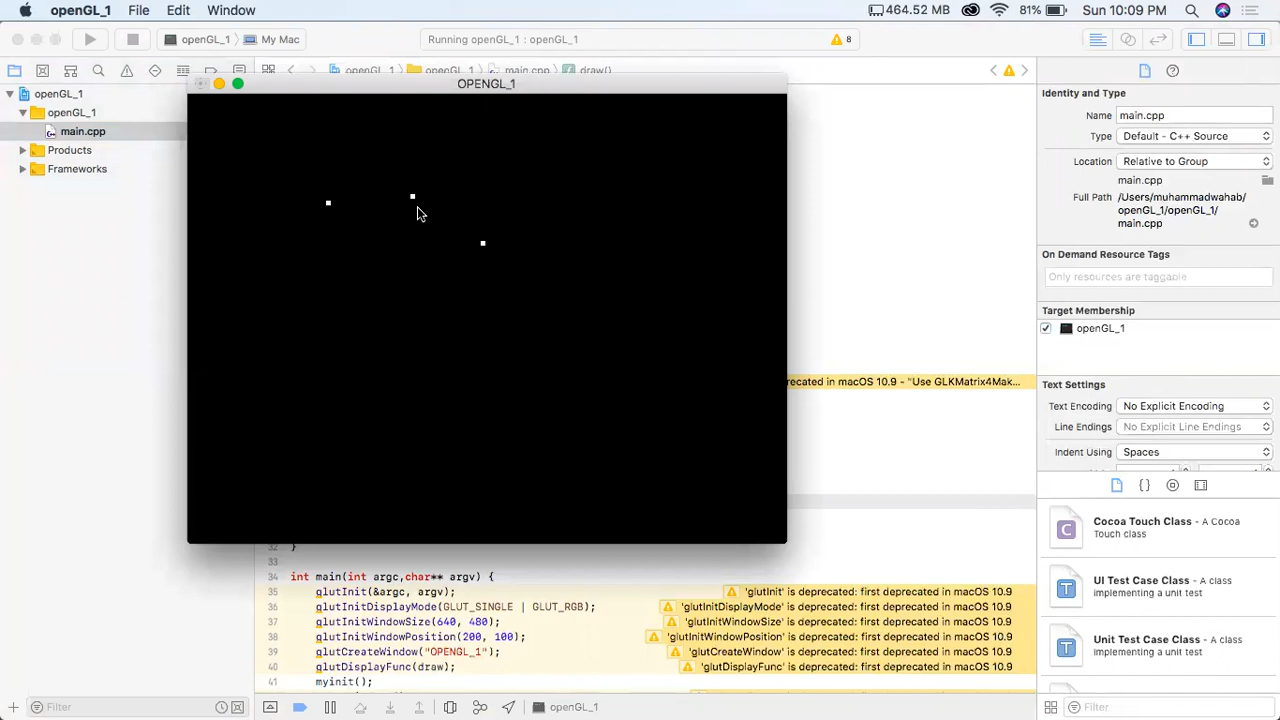 openGL_1 File Edit Window 464.52 MB 81% Sun 10:09 PM
openGL_1 My Mac Running openGL_1 : openGL_1 8
openGL_1 openGL_1 main.cpp draw()
OPENGL_1
openGL_1
openGL_1
main.cpp
Products
Frameworks
Identity and Type
Name main.cpp
Type Default - C++ Source
Location Relative to Group
main.cpp
Full Path /Users/muhammadwahab/
openGL_1/openGL_1/
main.cpp
On Demand Resource Tags
Only resources are taggable
Target Membership
openGL_1
recated in macOS 10.9 - "Use GLKMatrix4Mak...
Text Settings
Text Encoding No Explicit Encoding
Line Endings No Explicit Line Endings
Indent Using Spaces
32 }
33
34 int main(int argc,char** argv) {
35 glutInit(&argc, argv); 'glutInit' is deprecated: first deprecated in macOS 10.9
36 glutInitDisplayMode(GLUT_SINGLE | GLUT_RGB); 'glutInitDisplayMode' is deprecated: first deprecated in macOS 10.9
37 glutInitWindowSize(640, 480); 'glutInitWindowSize' is deprecated: first deprecated in macOS 10.9
38 glutInitWindowPosition(200, 100); 'glutInitWindowPosition' is deprecated: first deprecated in macOS 10.9
39 glutCreateWindow("OPENGL_1"); 'glutCreateWindow' is deprecated: first deprecated in macOS 10.9
40 glutDisplayFunc(draw); 'glutDisplayFunc' is deprecated: first deprecated in macOS 10.9
41 myinit();
{ }
C Cocoa Touch Class - A Cocoa
Touch class
T UI Test Case Class - A class
implementing a unit test
T Unit Test Case Class - A class
implementing a unit test
Filter openGL_1 Filter